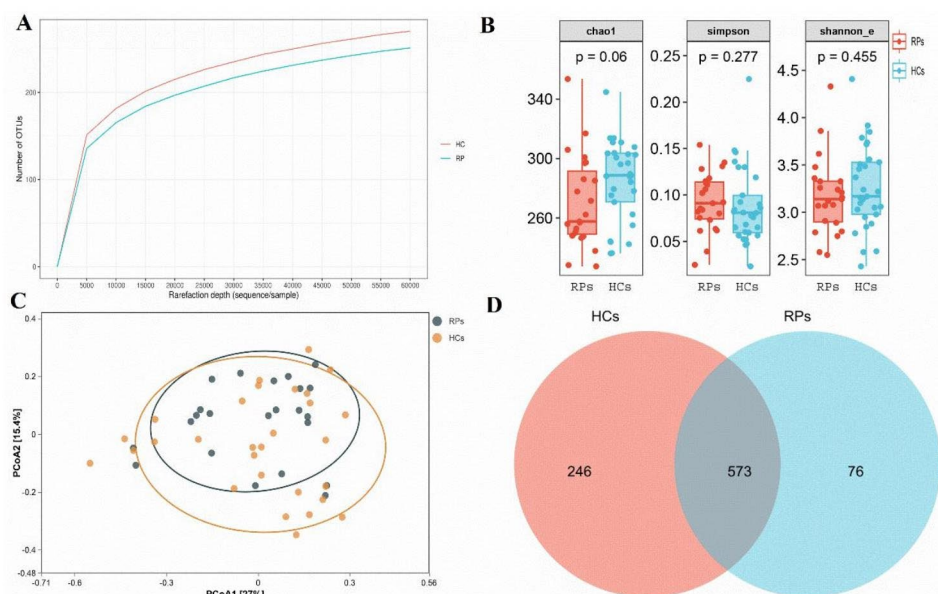 A
Number of OTUs
200
100
0
0 5000 10000 15000 20000 25000 30000 35000 40000 45000 50000 55000 60000
Rarefaction depth (sequence/sample)
HC
RP
B
chao1 simpson shannon_e
p = 0.06 p = 0.277 p = 0.455
340
300
260
0.25
0.20
0.15
0.10
0.05
4.5
4.0
3.5
3.0
2.5
RPs HCs RPs HCs RPs HCs
RPs
HCs
C
PCoA2 [15.4%]
0.4
0.2
0
-0.2
-0.4
-0.48
-0.71 -0.6 -0.3 0 0.3 0.56
PCoA1 [27%]
RPs
HCs
D
HCs RPs
246 573 76